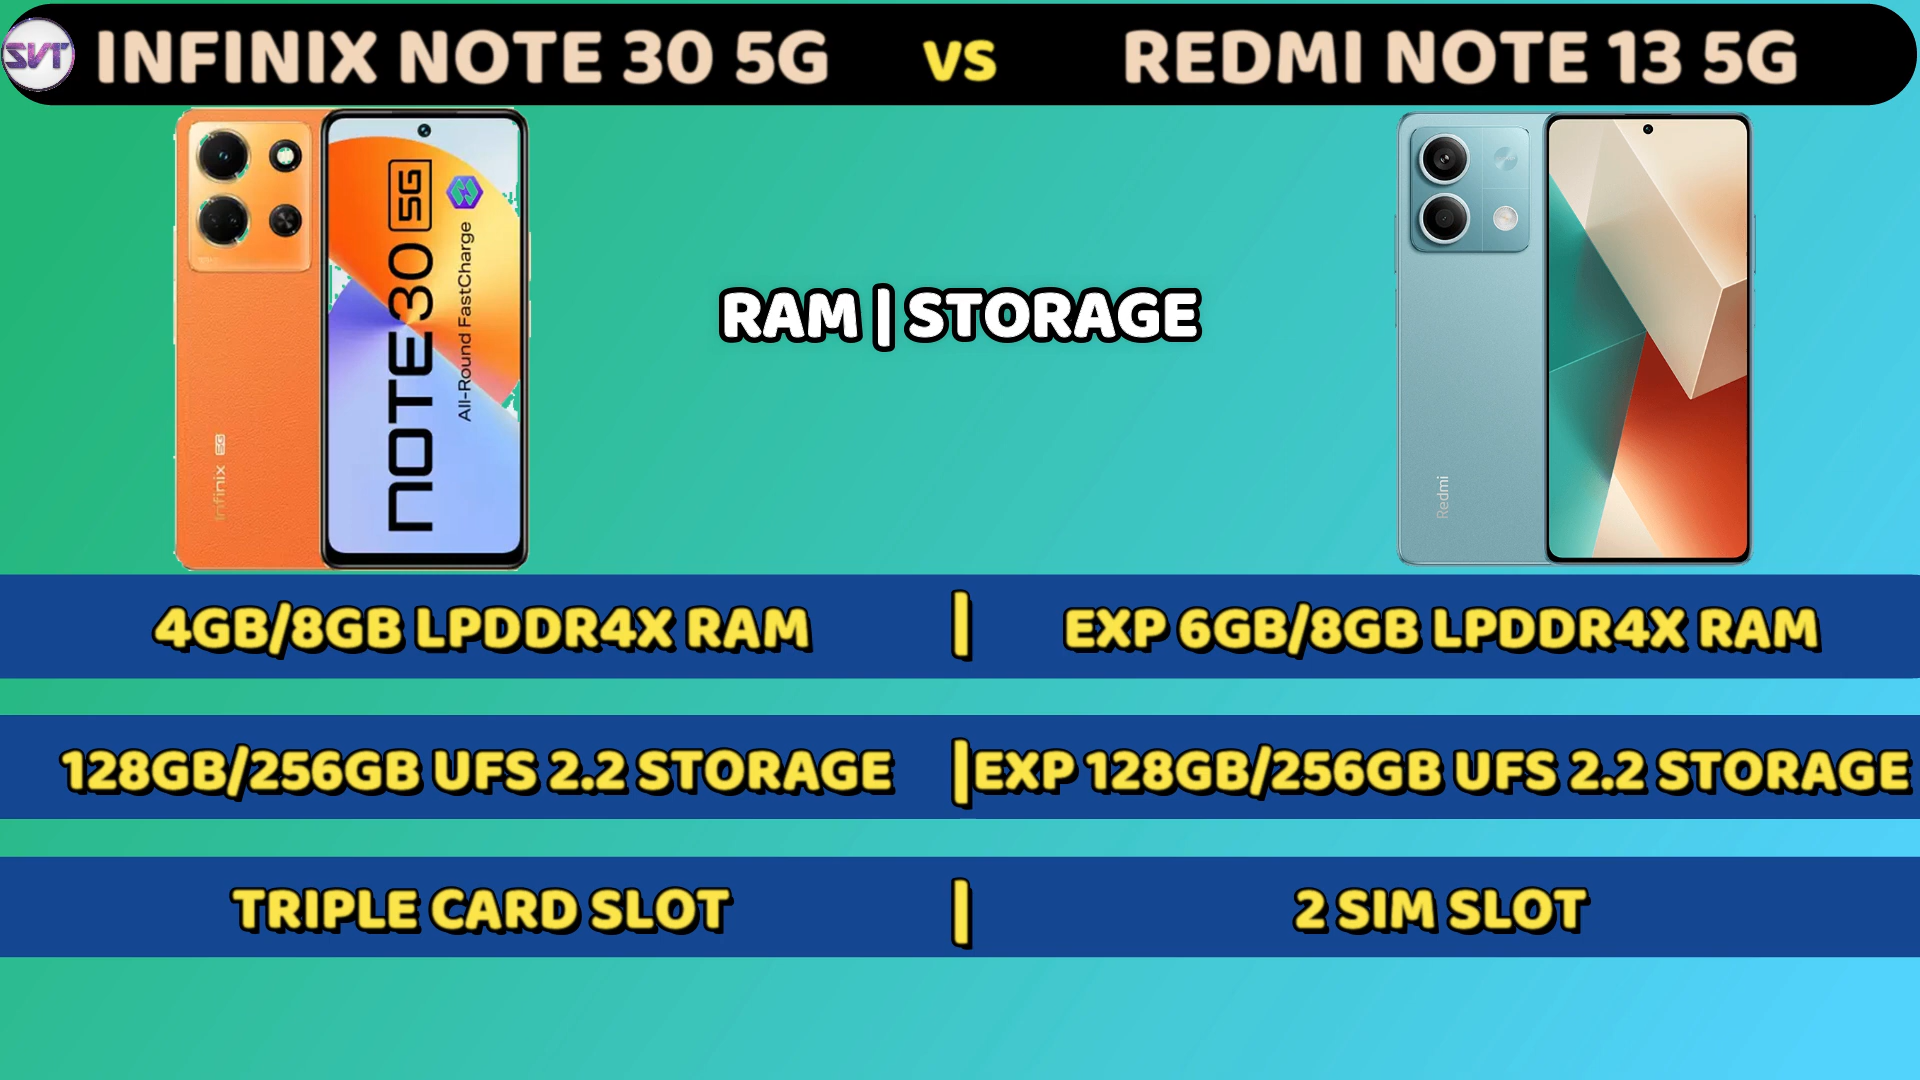 SVT
INFINIX NOTE 30 5G VS REDMI NOTE 13 5G
NOTE30 5G
All-Round FastCharge
Infinix 5G
Redmi
RAM | STORAGE
4GB/8GB LPDDR4X RAM | EXP 6GB/8GB LPDDR4X RAM
128GB/256GB UFS 2.2 STORAGE | EXP 128GB/256GB UFS 2.2 STORAGE
TRIPLE CARD SLOT | 2 SIM SLOT